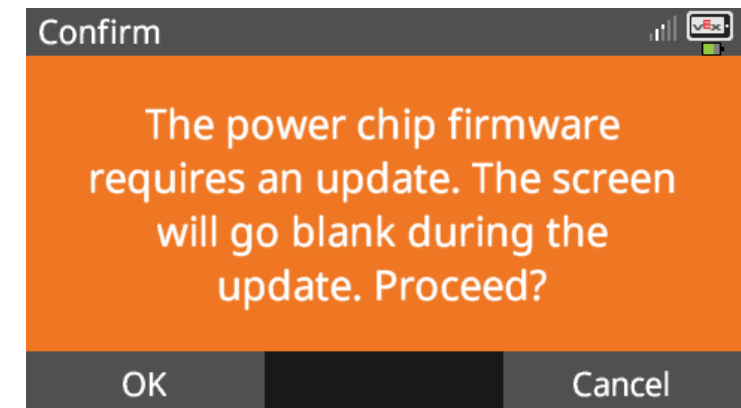 Confirm
VEX
The power chip firmware
requires an update. The screen
will go blank during the
update. Proceed?
OK
Cancel